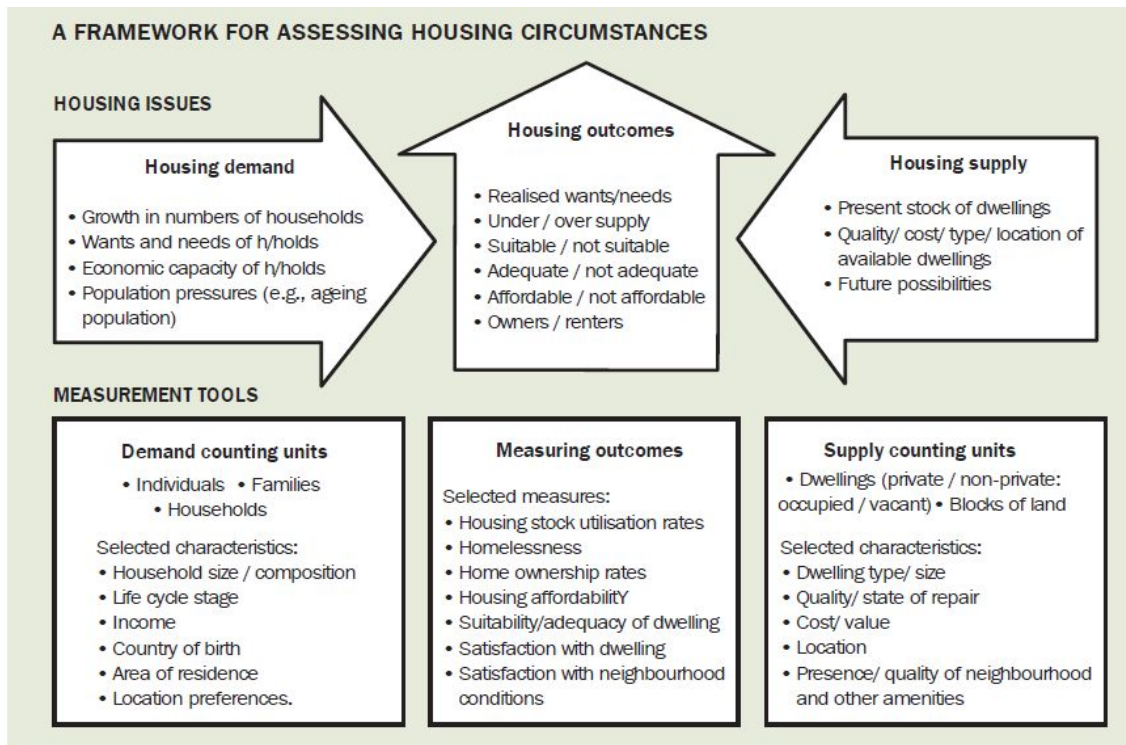 A FRAMEWORK FOR ASSESSING HOUSING CIRCUMSTANCES
HOUSING ISSUES
Housing demand
• Growth in numbers of households
• Wants and needs of h/holds
• Economic capacity of h/holds
• Population pressures (e.g., ageing
population)
Housing outcomes
• Realised wants/needs
• Under / over supply
• Suitable / not suitable
• Adequate / not adequate
• Affordable / not affordable
• Owners / renters
Housing supply
• Present stock of dwellings
• Quality/ cost/ type/ location of
available dwellings
• Future possibilities
MEASUREMENT TOOLS
Demand counting units
• Individuals • Families
• Households
Selected characteristics:
• Household size / composition
• Life cycle stage
• Income
• Country of birth
• Area of residence
• Location preferences.
Measuring outcomes
Selected measures:
• Housing stock utilisation rates
• Homelessness
• Home ownership rates
• Housing affordabilitY
• Suitability/adequacy of dwelling
• Satisfaction with dwelling
• Satisfaction with neighbourhood
conditions
Supply counting units
• Dwellings (private / non-private:
occupied / vacant) • Blocks of land
Selected characteristics:
• Dwelling type/ size
• Quality/ state of repair
• Cost/ value
• Location
• Presence/ quality of neighbourhood
and other amenities